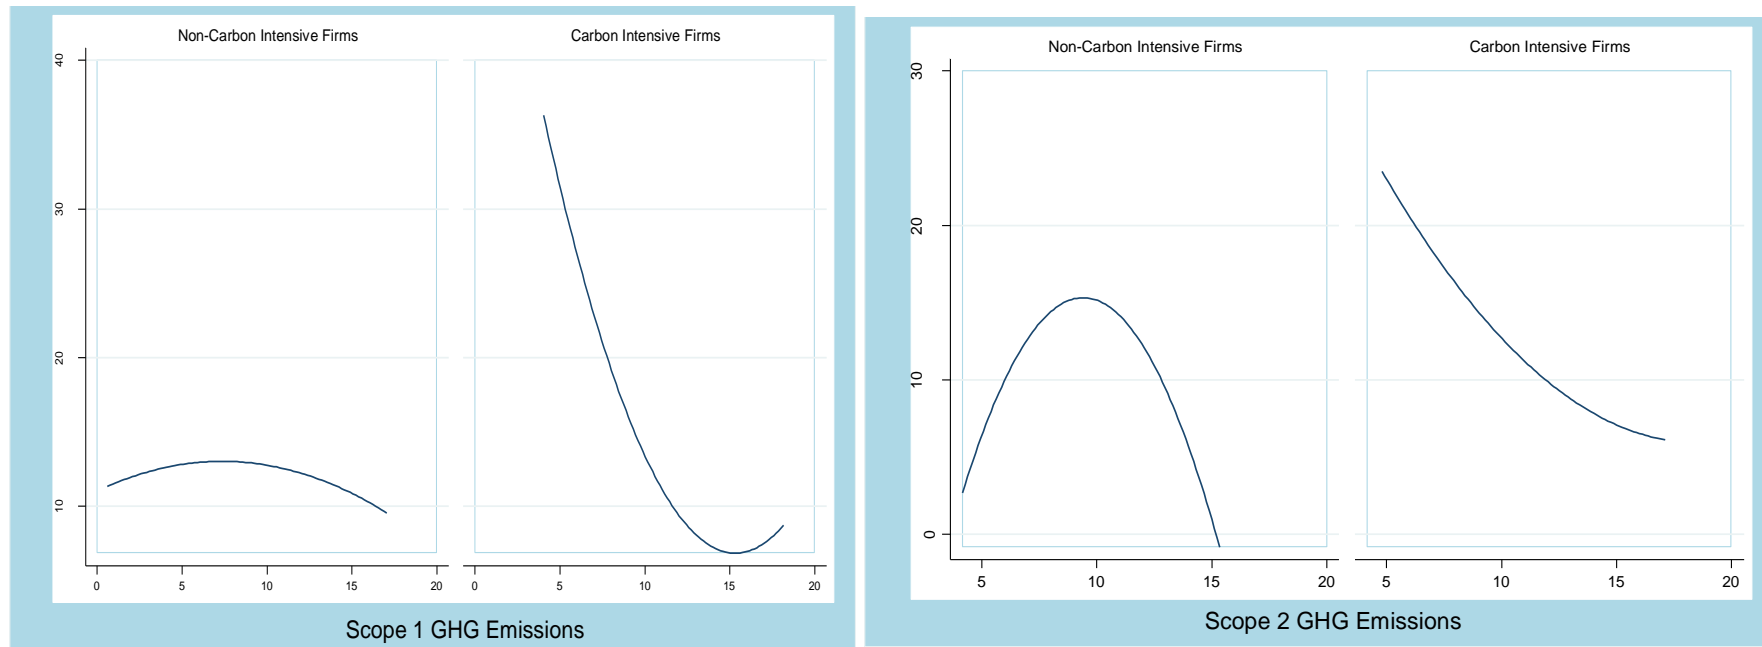 Non-Carbon Intensive Firms
Carbon Intensive Firms
40
30
20
10
0 5 10 15 20
0 5 10 15 20
Scope 1 GHG Emissions
Non-Carbon Intensive Firms
Carbon Intensive Firms
30
20
10
0
5 10 15 20
5 10 15 20
Scope 2 GHG Emissions